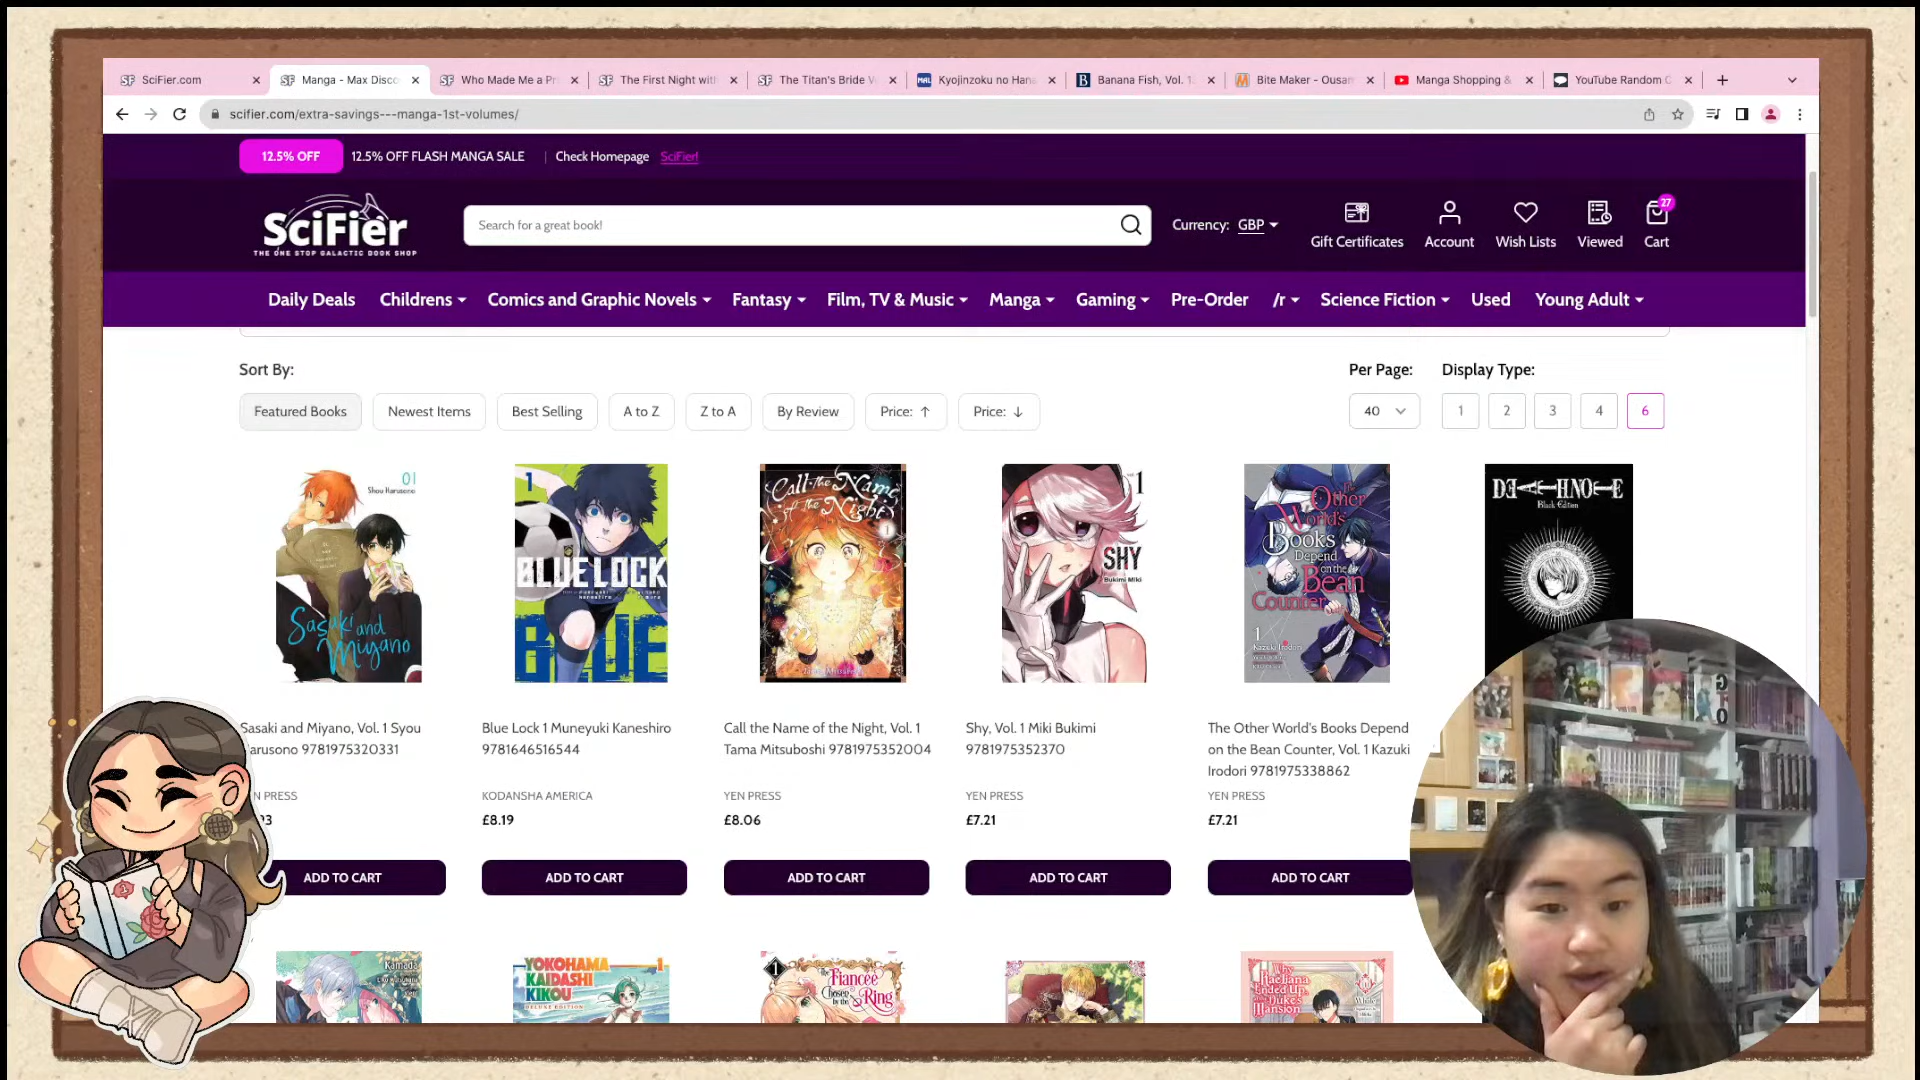 SciFier.com
Manga - Max Disco
Who Made Me a Pr
The First Night with
The Titan's Bride V
Kyojinzoku no Hana
Banana Fish, Vol. 1
Bite Maker - Ousam
Manga Shopping &
YouTube Random C
scifier.com/extra-savings---manga-1st-volumes/
12.5% OFF 12.5% OFF FLASH MANGA SALE | Check Homepage SciFier!
SciFier
THE ONE STOP GALACTIC BOOK SHOP
Search for a great book!
Currency: GBP
Gift Certificates
Account
Wish Lists
Viewed
27
Cart
Daily Deals Childrens Comics and Graphic Novels Fantasy Film, TV & Music Manga Gaming Pre-Order /r Science Fiction Used Young Adult
Sort By:
Per Page: Display Type:
Featured Books Newest Items Best Selling A to Z Z to A By Review Price: ↑ Price: ↓
40 1 2 3 4 6
01
Shou Harusono
Sasaki and
Miyano
1
BLUELOCK
BLUE
Call the Name
of the Night
1
1
SHY
Bukimi Miki
The
Other
World's
Books
Depend
on the
Bean
Counter
1
Kazuki Irodori
DEATHNOTE
Black Edition
Sasaki and Miyano, Vol. 1 Syou
arusono 9781975320331
N PRESS
93
ADD TO CART
Blue Lock 1 Muneyuki Kaneshiro
9781646516544
KODANSHA AMERICA
£8.19
ADD TO CART
Call the Name of the Night, Vol. 1
Tama Mitsuboshi 9781975352004
YEN PRESS
£8.06
ADD TO CART
Shy, Vol. 1 Miki Bukimi
9781975352370
YEN PRESS
£7.21
ADD TO CART
The Other World's Books Depend
on the Bean Counter, Vol. 1 Kazuki
Irodori 9781975338862
YEN PRESS
£7.21
ADD TO CART
Kamada
YOKOHAMA
KAIDASHI
KIKOU
DELUXE EDITION
1
1
The
Fiancée
Chosen
by the
Ring
Why
Raeliana
Ended Up
at the
Duke's
Mansion